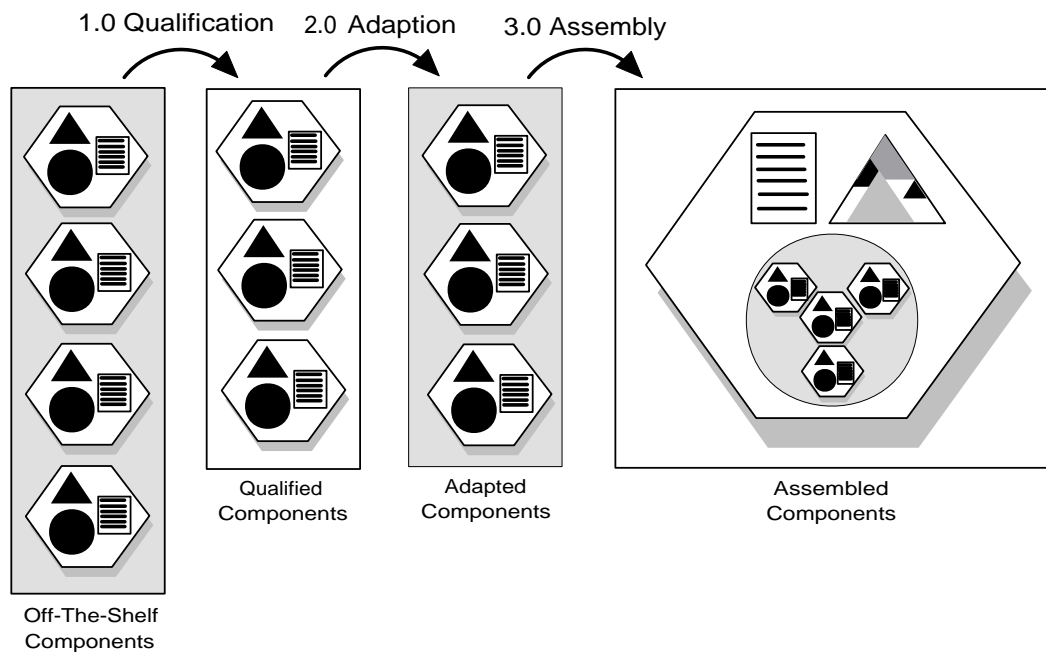 1.0 Qualification
2.0 Adaption
3.0 Assembly
Qualified
Components
Adapted
Components
Assembled
Components
Off-The-Shelf
Components